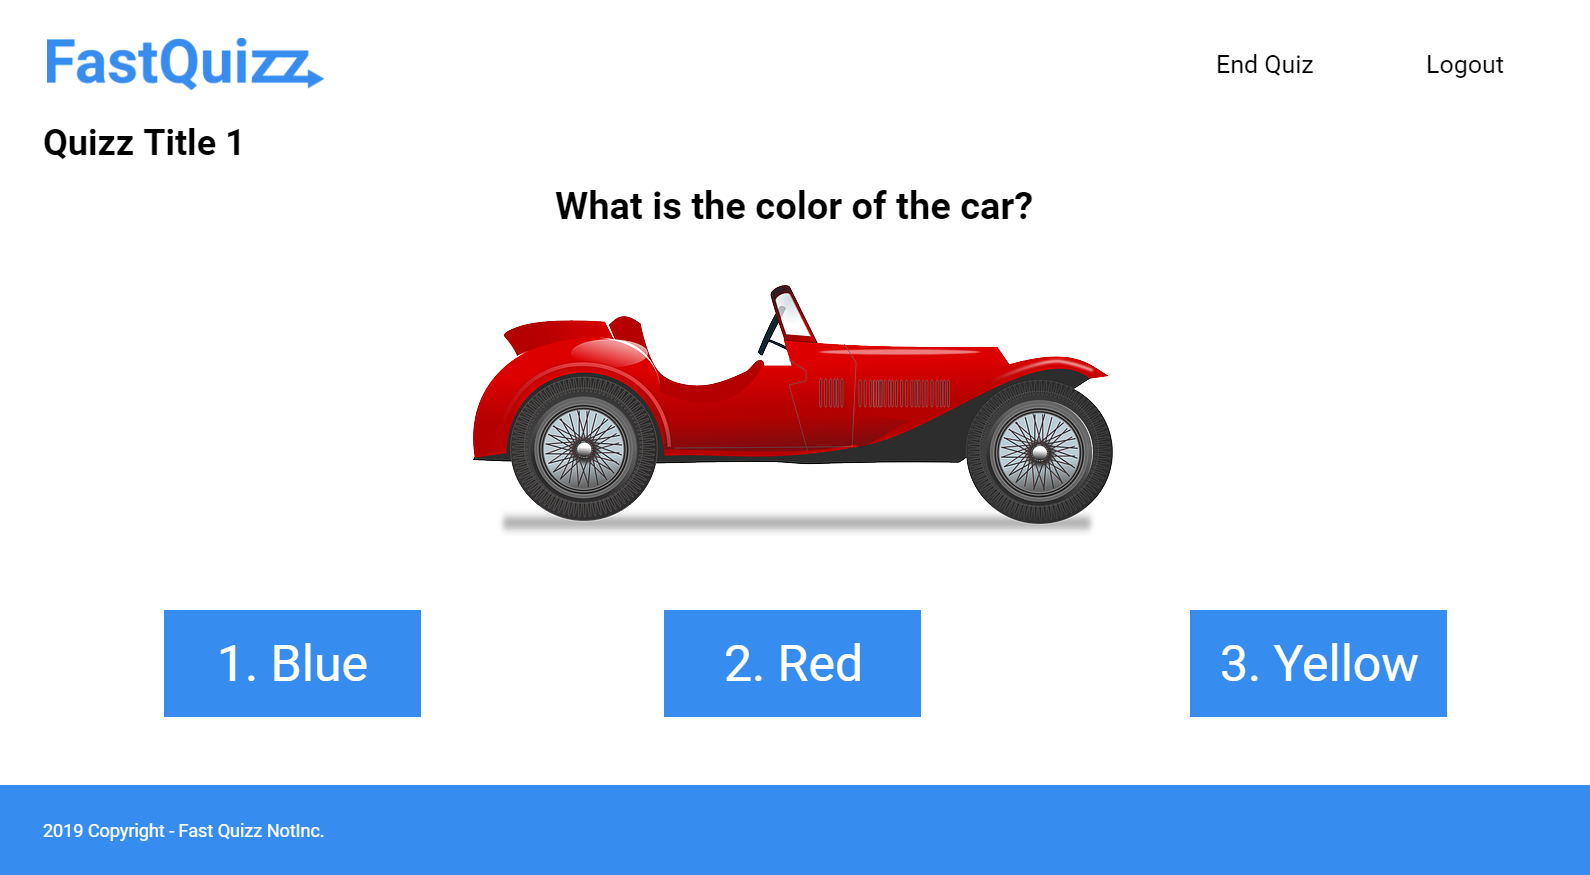 FastQuizz
End Quiz
Logout
Quizz Title 1
What is the color of the car?
1. Blue
2. Red
3. Yellow
2019 Copyright - Fast Quizz NotInc.